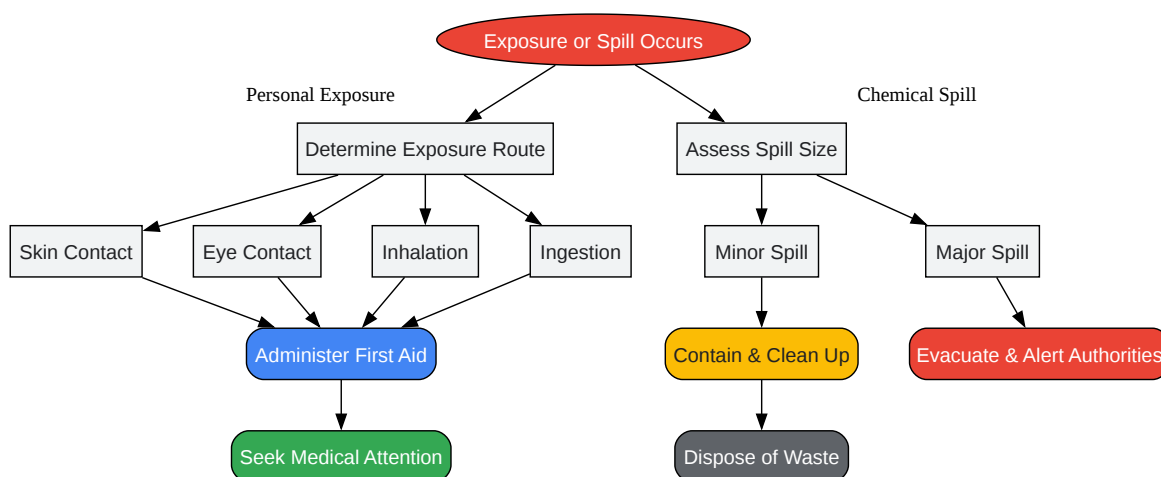 Exposure or Spill Occurs
Personal Exposure
Chemical Spill
Determine Exposure Route
Assess Spill Size
Skin Contact
Eye Contact
Inhalation
Ingestion
Minor Spill
Major Spill
Administer First Aid
Contain & Clean Up
Evacuate & Alert Authorities
Seek Medical Attention
Dispose of Waste